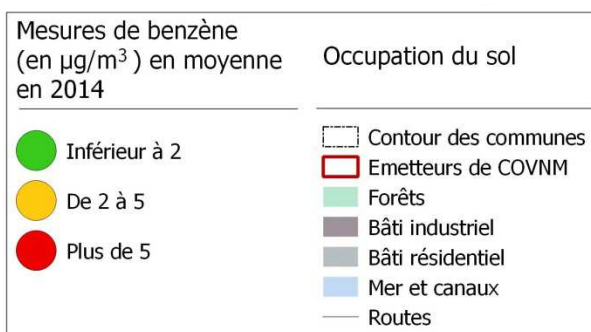 Mesures de benzène
(en µg/m³ ) en moyenne
en 2014
Inférieur à 2
De 2 à 5
Plus de 5
Occupation du sol
Contour des communes
Emetteurs de COVNM
Forêts
Bâti industriel
Bâti résidentiel
Mer et canaux
Routes